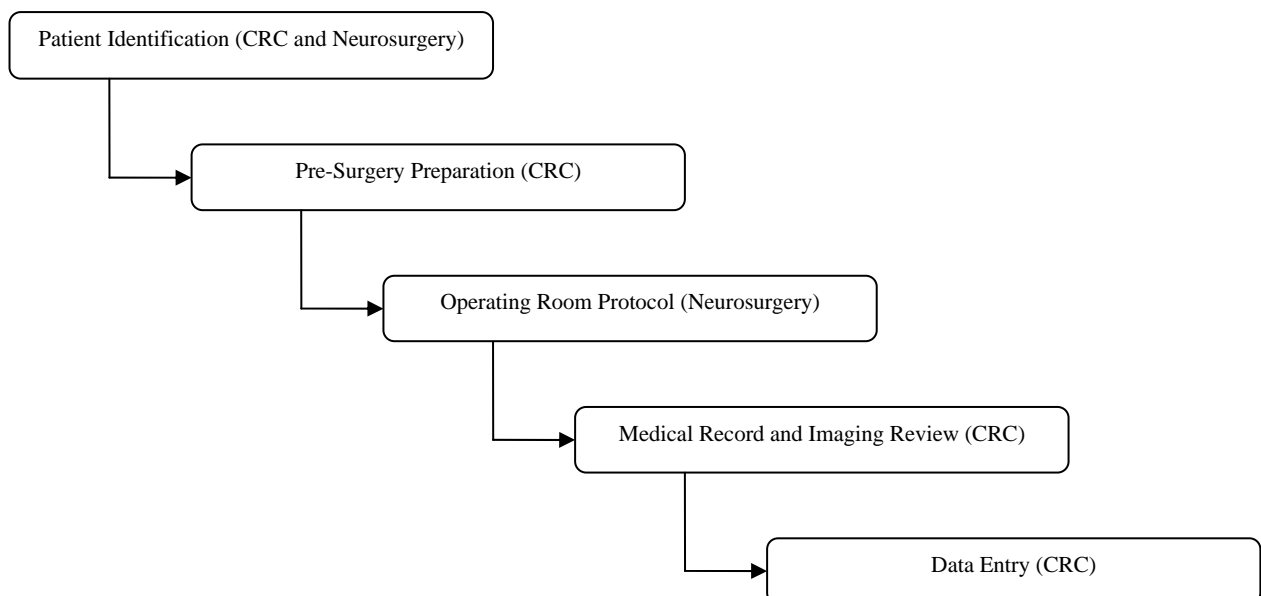 Patient Identification (CRC and Neurosurgery)
Pre-Surgery Preparation (CRC)
Operating Room Protocol (Neurosurgery)
Medical Record and Imaging Review (CRC)
Data Entry (CRC)